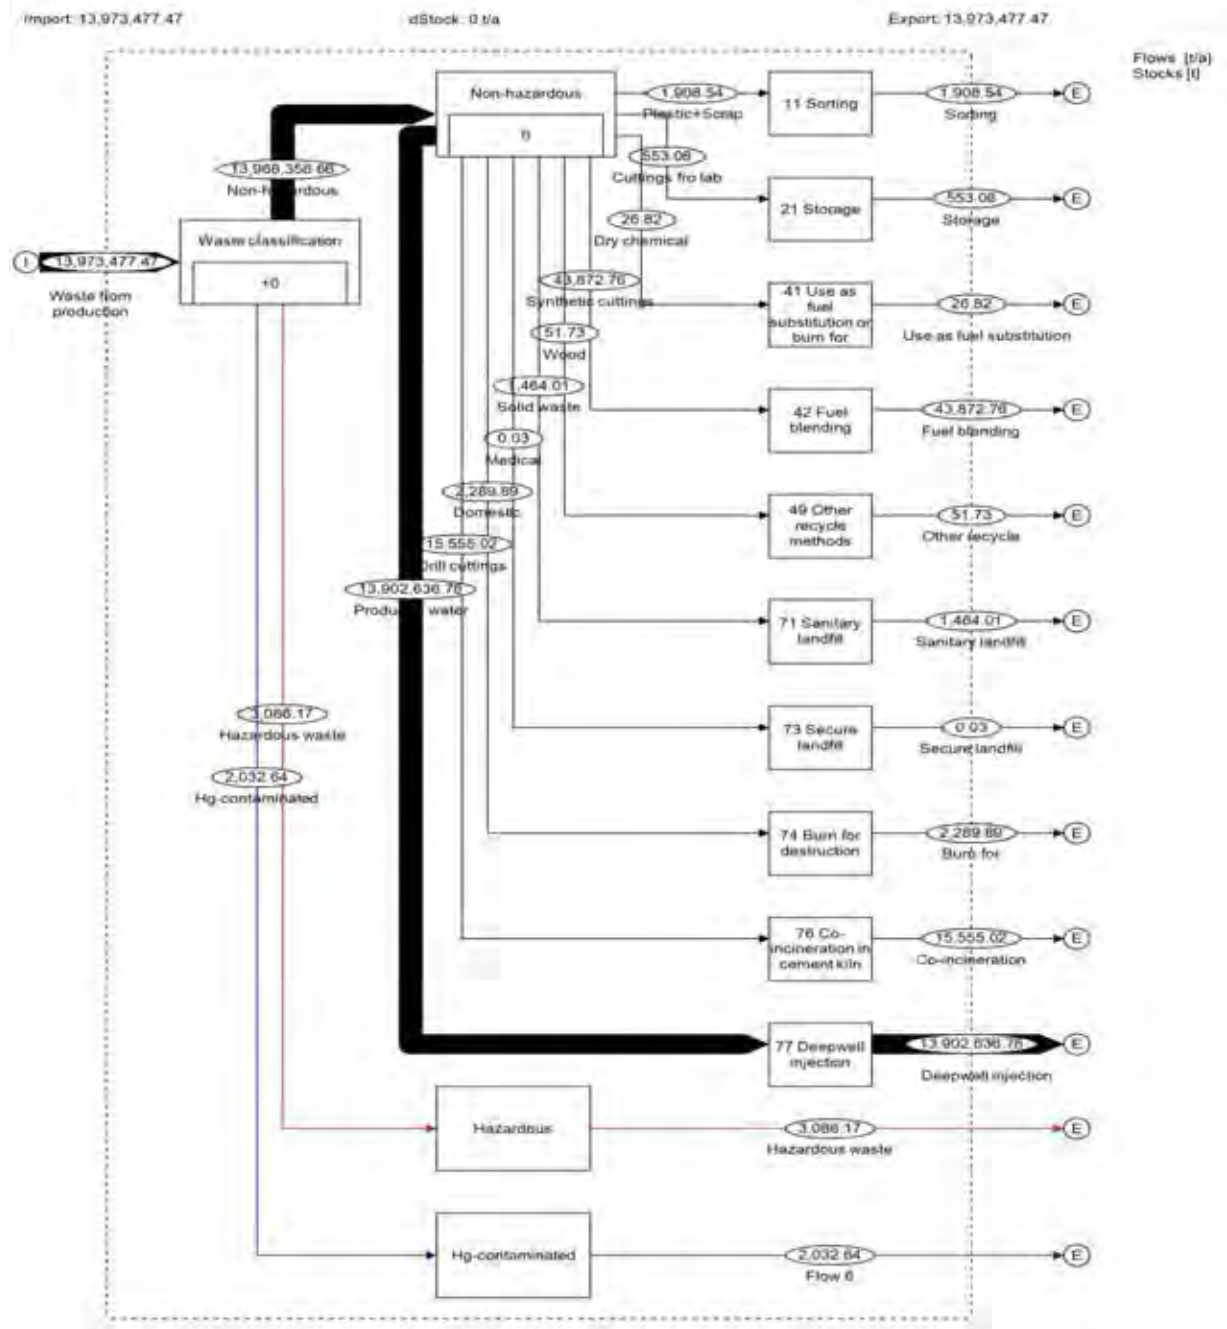 Import: 13,973,477.47
dStock: 0 t/a
Export: 13,973,477.47
Flows [t/a]
Stocks [t]
Non-hazardous
0
1,908.54
Plastic+Scrap
11 Sorting
1,908.54
Sorting
E
13,968,358.66
Non-hazardous
553.08
Cuttings fro lab
21 Storage
553.08
Storage
E
Waste classification
+0
I
13,973,477.47
Waste from
production
26.82
Dry chemical
43,872.76
Synthetic cuttings
41 Use as
fuel
substitution or
burn for
26.82
Use as fuel substitution
E
51.73
Wood
1,464.01
Solid waste
42 Fuel
blending
43,872.76
Fuel blending
E
0.03
Medical
2,289.89
Domestic
49 Other
recycle
methods
51.73
Other recycle
E
15,555.02
Drill cuttings
13,902,636.78
water
71 Sanitary
landfill
1,464.01
Sanitary landfill
E
3,086.17
Hazardous waste
73 Secure
landfill
0.03
Secure landfill
E
2,032.64
Hg-contaminated
74 Burn for
destruction
2,289.89
Burn for
E
76 Co-
incineration in
cement kiln
15,555.02
Co-incineration
E
77 Deepwell
injection
13,902,636.78
Deepwell injection
E
Hazardous
3,086.17
Hazardous waste
E
Hg-contaminated
2,032.64
Flow 6
E